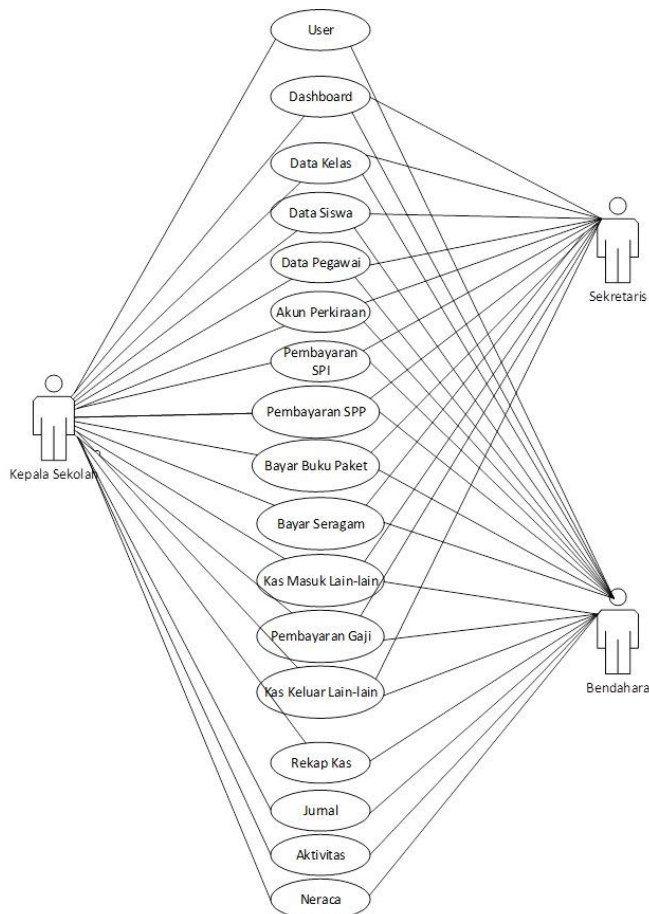 User
Dashboard
Data Kelas
Data Siswa
Data Pegawai
Akun Perkiraan
Pembayaran
SPI
Pembayaran SPP
Bayar Buku Paket
Bayar Seragam
Kas Masuk Lain-lain
Pembayaran Gaji
Kas Keluar Lain-lain
Rekap Kas
Jurnal
Aktivitas
Neraca
Kepala Sekolah
Sekretaris
Bendahara